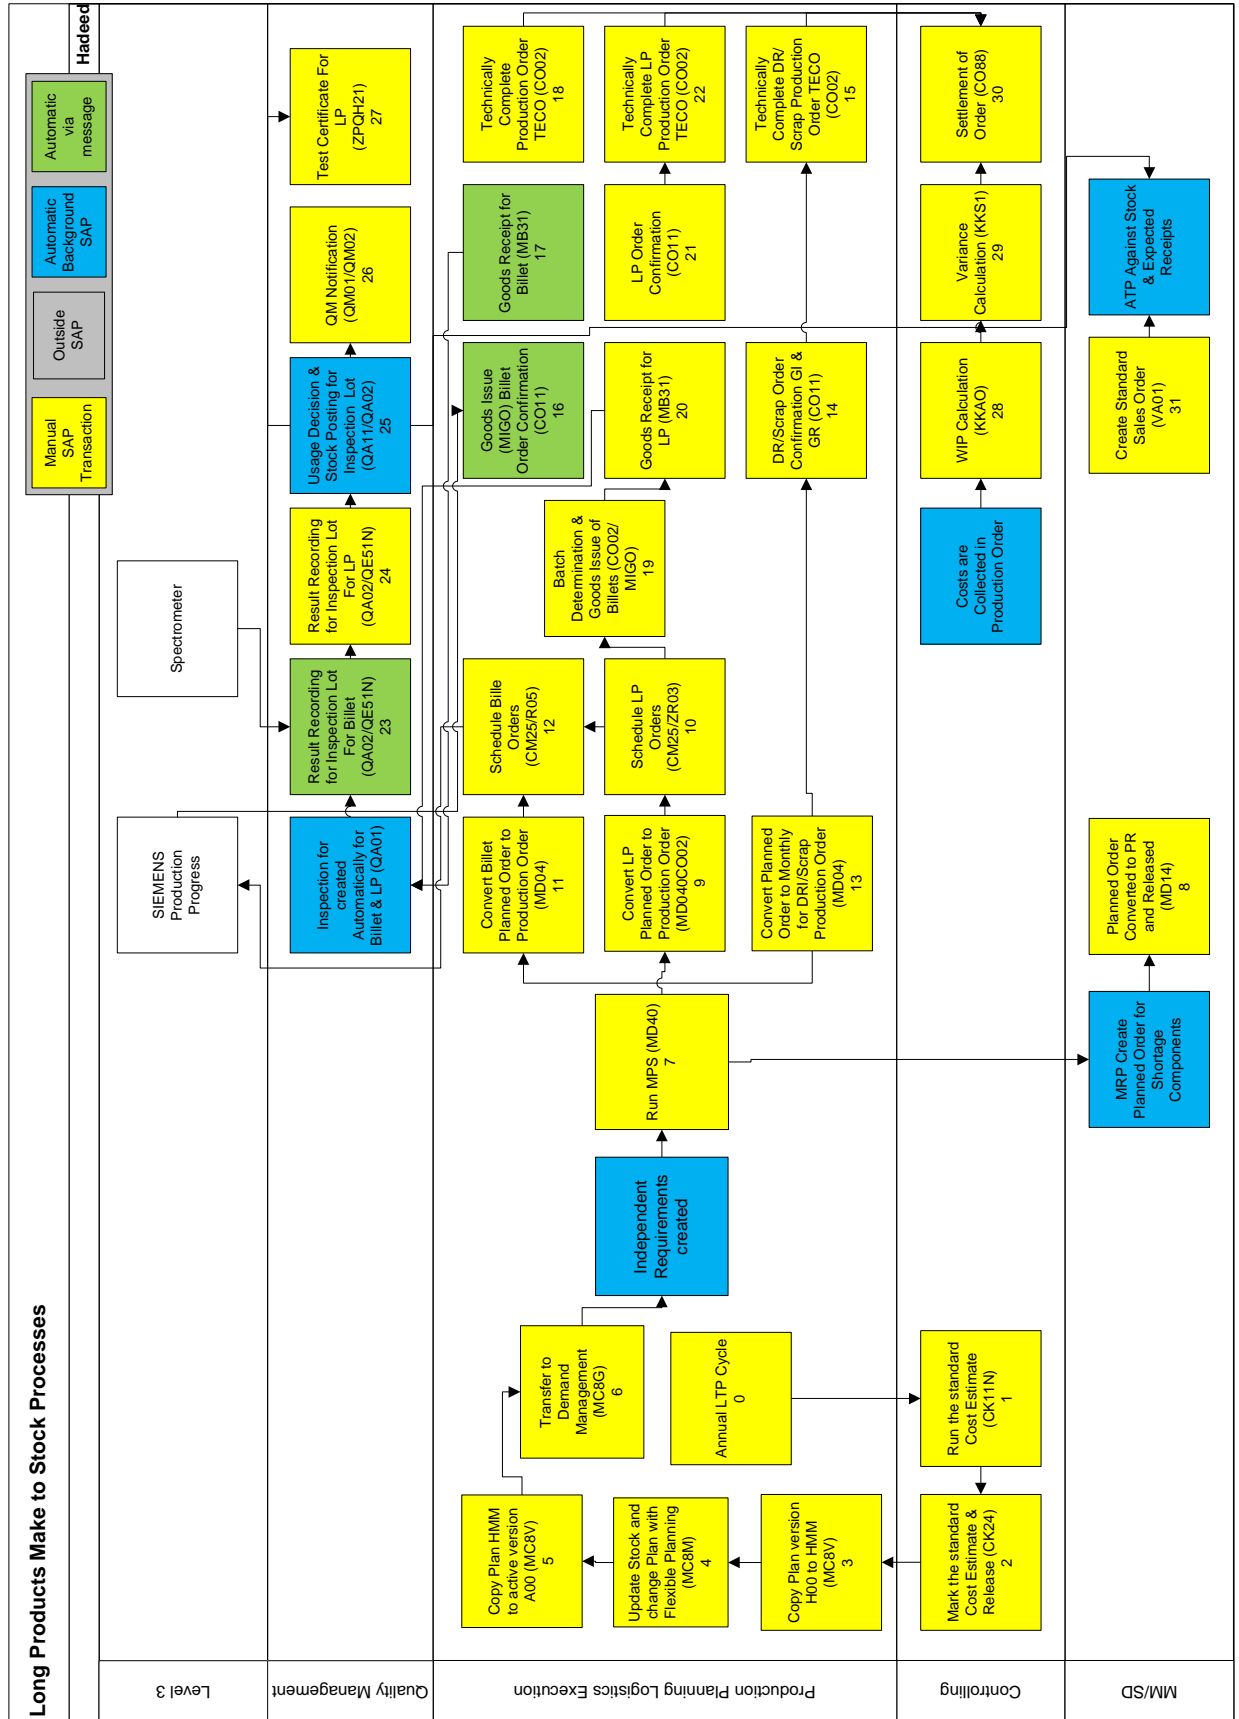 Long Products Make to Stock Processes
Hadeed
Manual
SAP
Transaction
Outside
SAP
Automatic
Background
SAP
Automatic
via
message
Level 3
SIEMENS
Production
Progress
Spectrometer
Quality Management
Inspection for
created
Automatically for
Billet & LP (QA01)
Result Recording
for Inspection Lot
For Billet
(QA02/QE51N)
23
Result Recording
for Inspection Lot
For LP
(QA02/QE51N)
24
Usage Decision &
Stock Posting for
Inspection Lot
(QA11/QA02)
25
QM Notification
(QM01/QM02)
26
Test Certificate For
LP
(ZPQH21)
27
Production Planning Logistics Execution
Copy Plan HMM
to active version
A00 (MC8V)
5
Update Stock and
change Plan with
Flexible Planning
(MC8M)
4
Copy Plan version
H00 to HMM
(MC8V)
3
Transfer to
Demand
Management
(MC8G)
6
Annual LTP Cycle
0
Independent
Requirements
created
Run MPS (MD40)
7
Convert Billet
Planned Order to
Production Order
(MD04)
11
Convert LP
Planned Order to
Production Order
(MD04OCO02)
9
Convert Planned
Order to Monthly
for DRI/Scrap
Production Order
(MD04)
13
Schedule Bille
Orders
(CM25/R05)
12
Schedule LP
Orders
(CM25/ZR03)
10
Batch
Determination &
Goods Issue of
Billets (CO02/
MIGO)
19
Goods Issue
(MIGO) Billet
Order Confirmation
(CO11)
16
Goods Receipt for
LP (MB31)
20
DR/Scrap Order
Confirmation GI &
GR (CO11)
14
Goods Receipt for
Billet (MB31)
17
LP Order
Confirmation
(CO11)
21
Technically
Complete
Production Order
TECO (CO02)
18
Technically
Complete LP
Production Order
TECO (CO02)
22
Technically
Complete DR/
Scrap Production
Order TECO
(CO02)
15
Controlling
Mark the standard
Cost Estimate &
Release (CK24)
2
Run the standard
Cost Estimate
(CK11N)
1
Costs are
Collected in
Production Order
WIP Calculation
(KKAO)
28
Variance
Calculation (KKS1)
29
Settlement of
Order (CO88)
30
MM/SD
MRP Create
Planned Order for
Shortage
Components
Planned Order
Converted to PR
and Released
(MD14)
8
Create Standard
Sales Order
(VA01)
31
ATP Against Stock
& Expected
Receipts